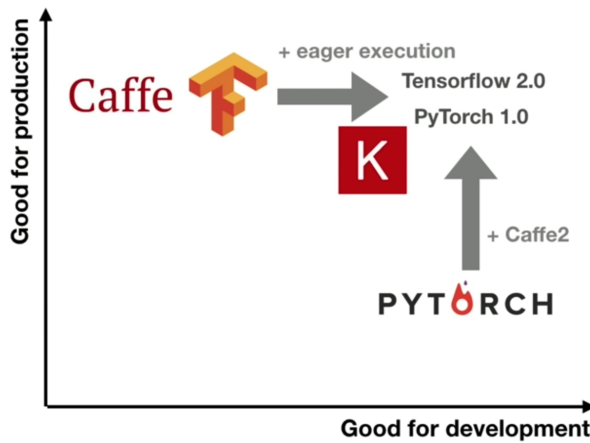 Good for production
+ eager execution
Caffe
Tensorflow 2.0
PyTorch 1.0
K
+ Caffe2
PYTORCH
Good for development